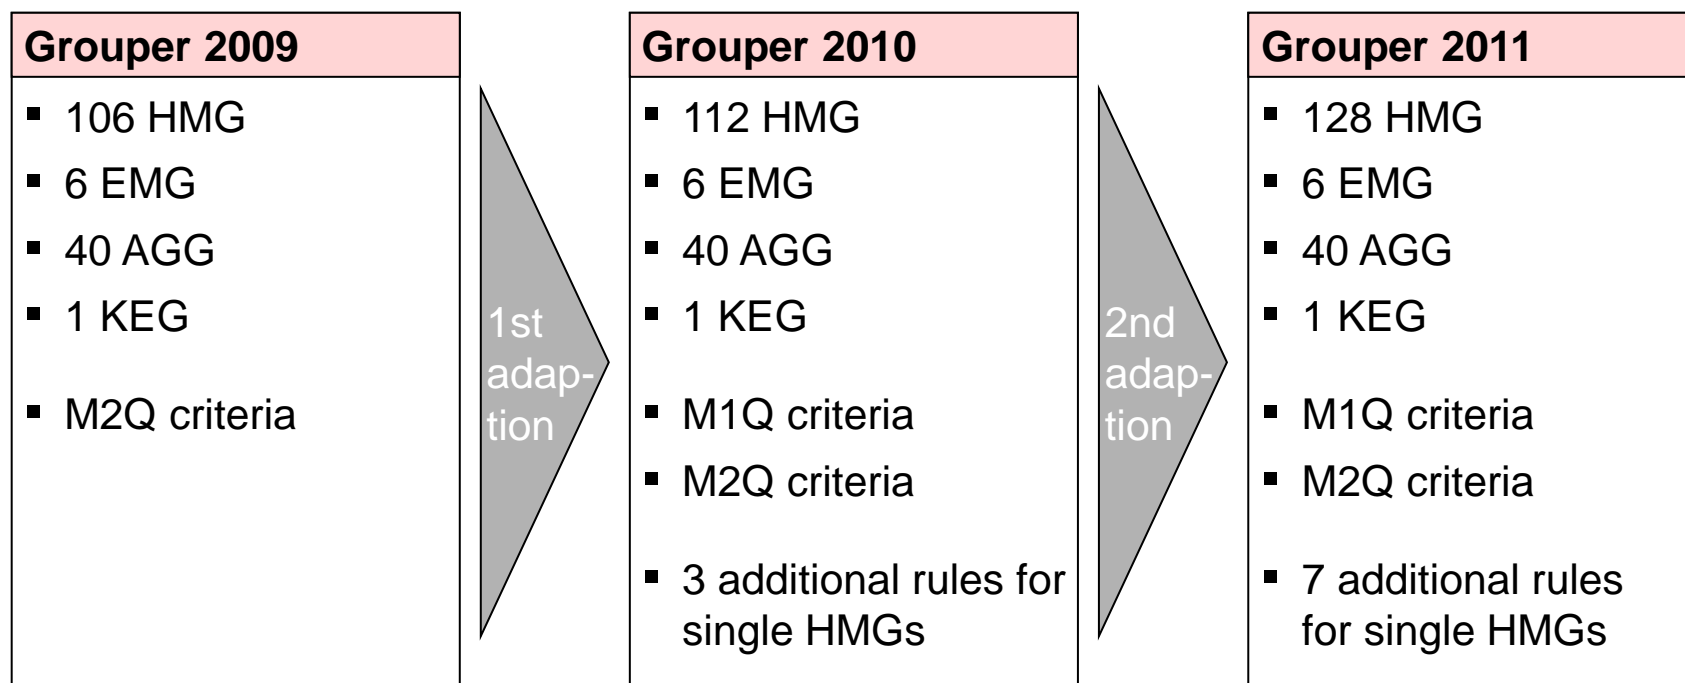 Grouper 2009
▪ 106 HMG
▪ 6 EMG
▪ 40 AGG
▪ 1 KEG
▪ M2Q criteria
1st
adap-
tion
Grouper 2010
▪ 112 HMG
▪ 6 EMG
▪ 40 AGG
▪ 1 KEG
▪ M1Q criteria
▪ M2Q criteria
▪ 3 additional rules for
single HMGs
2nd
adap-
tion
Grouper 2011
▪ 128 HMG
▪ 6 EMG
▪ 40 AGG
▪ 1 KEG
▪ M1Q criteria
▪ M2Q criteria
▪ 7 additional rules
for single HMGs